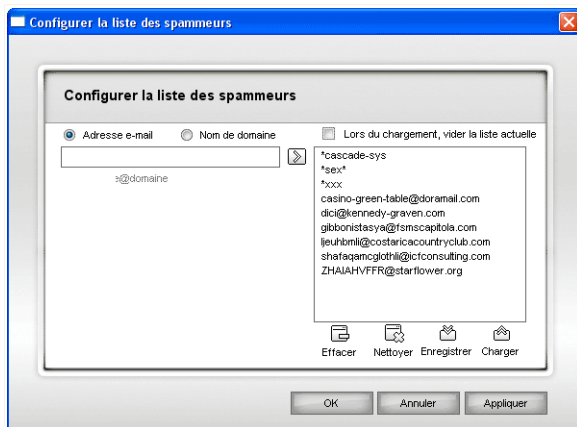 Configurer la liste des spammeurs
Configurer la liste des spammeurs
Adresse e-mail
Nom de domaine
Lors du chargement, vider la liste actuelle
@domaine
*cascade-sys
*sex*
*xxx
casino-green-table@doramail.com
dici@kennedy-graven.com
gibbonistasya@fsmscapitola.com
ljeuhbmli@costaricacountryclub.com
shafaqamcglothli@icfconsulting.com
ZHAIAHVFFR@starflower.org
Effacer Nettoyer Enregistrer Charger
OK Annuler Appliquer